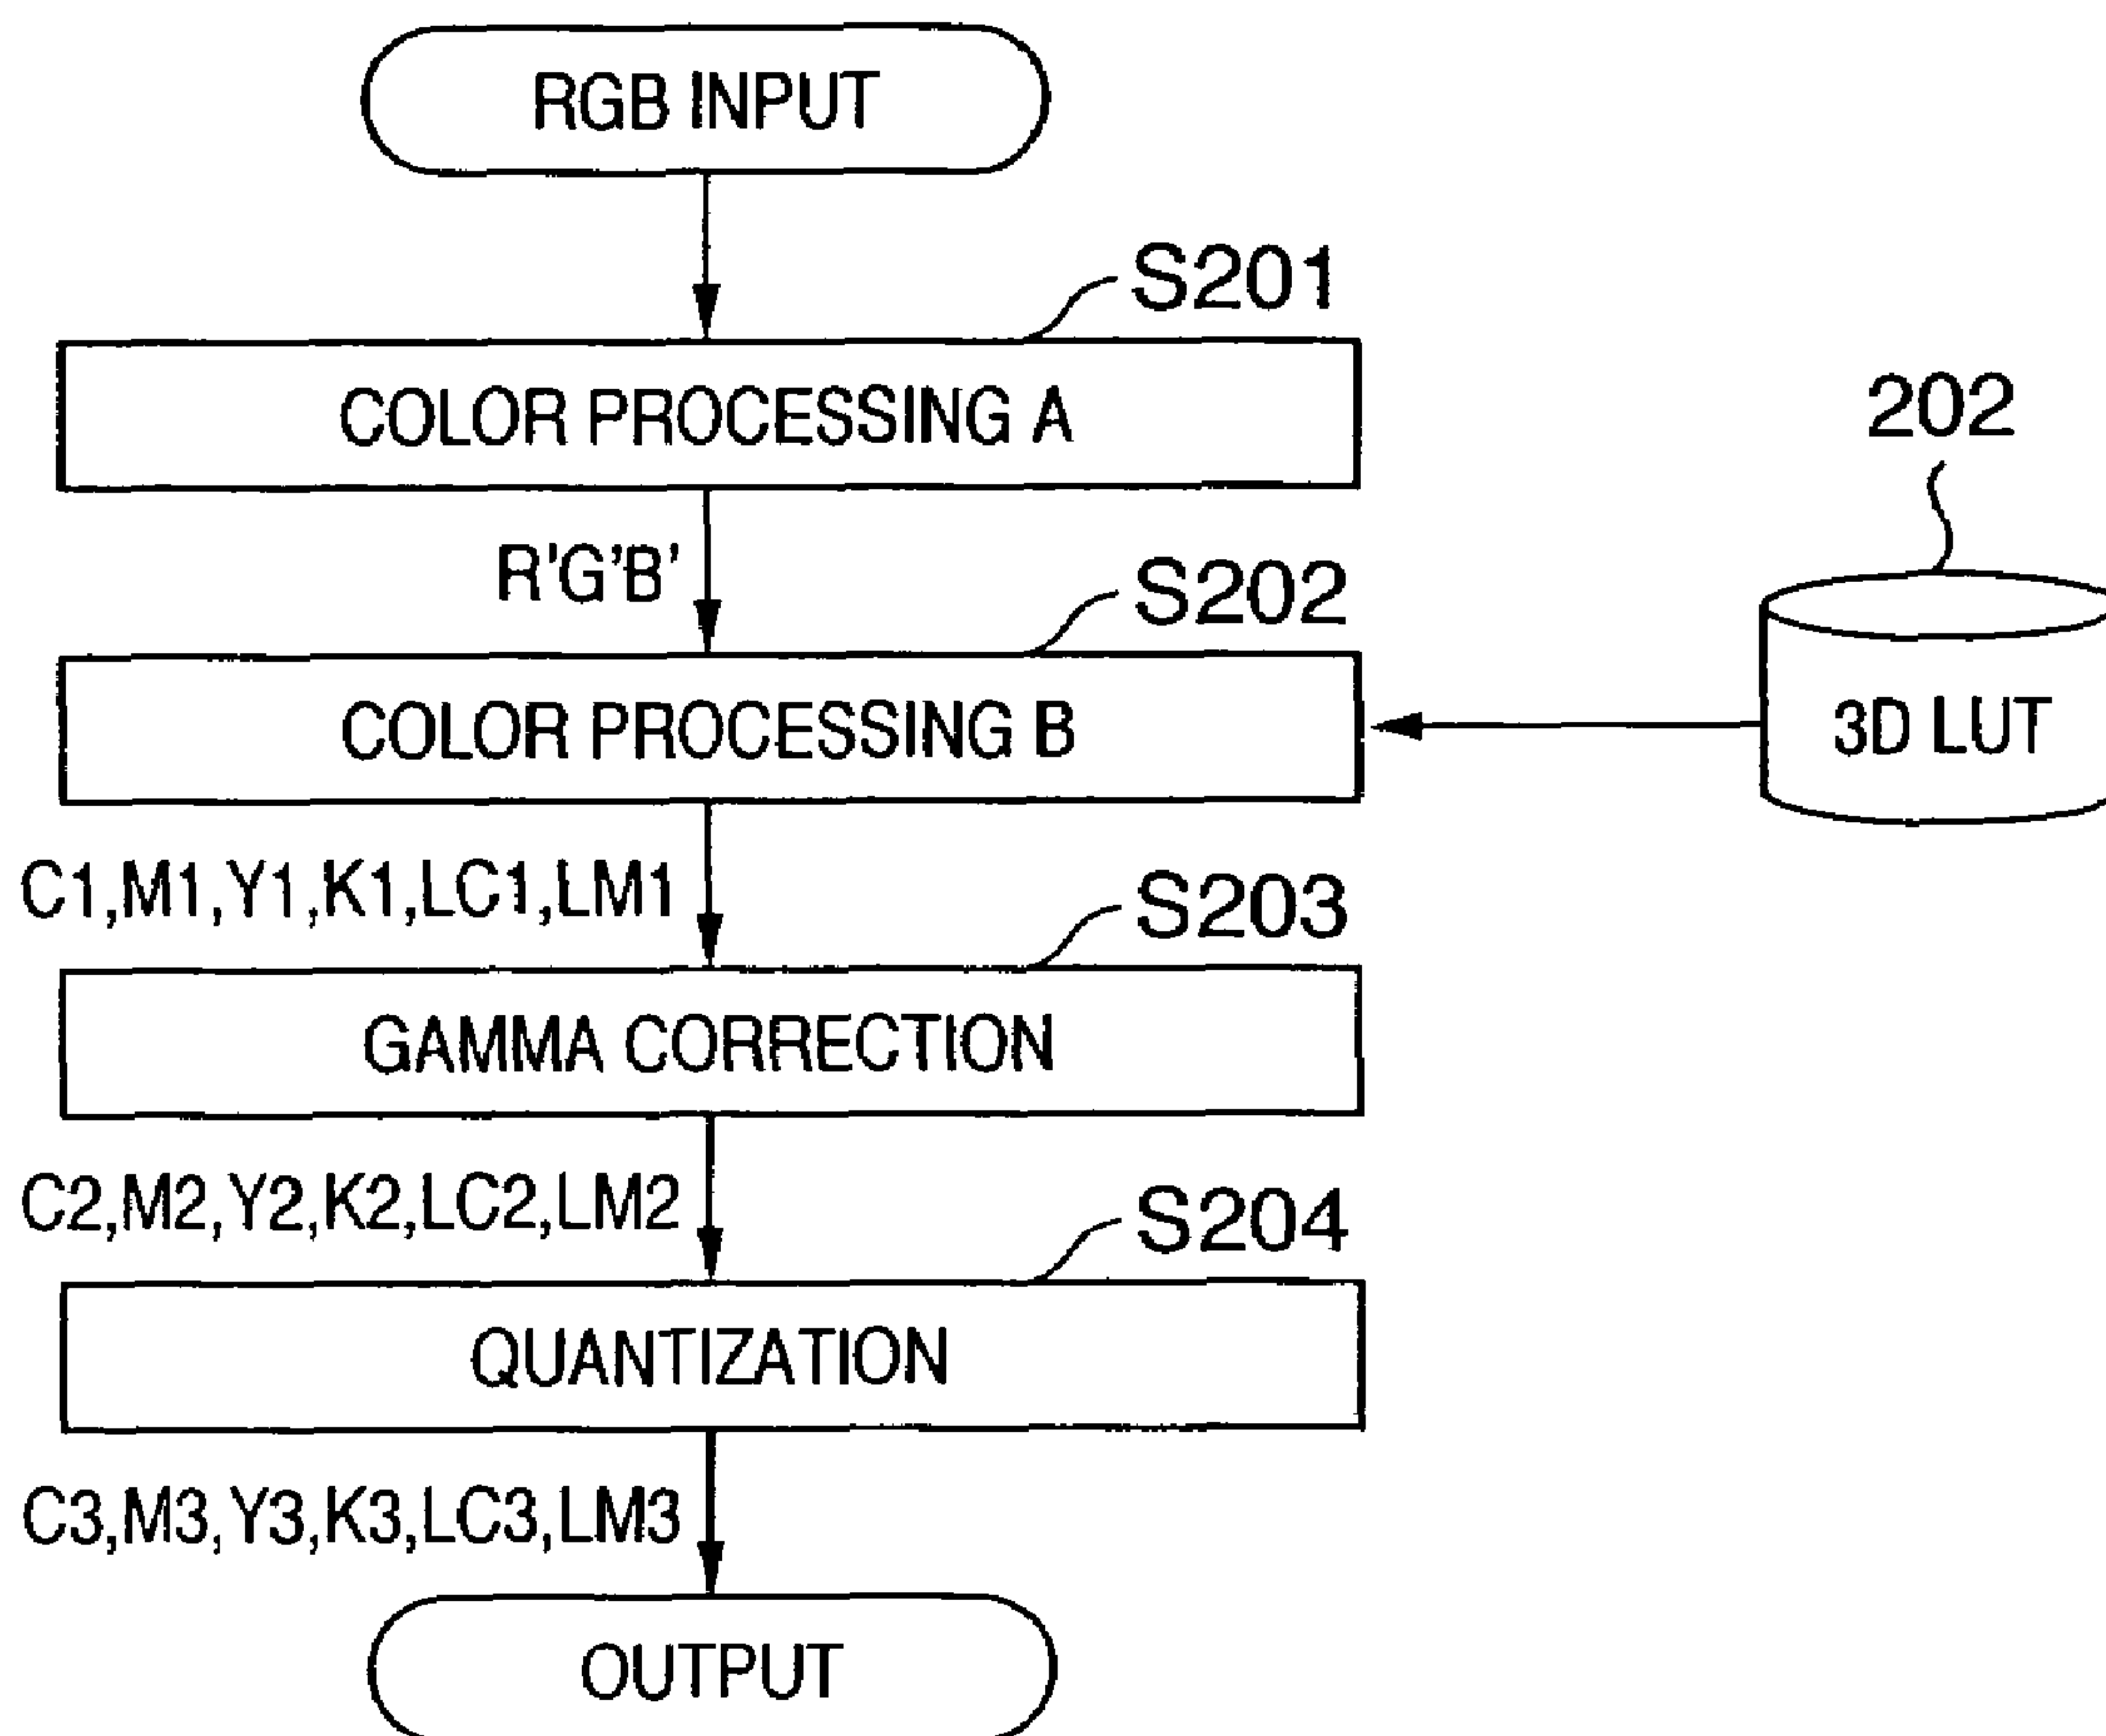 RGB INPUT
S201
COLOR PROCESSING A
202
R'G'B'
S202
COLOR PROCESSING B
3D LUT
C1,M1,Y1,K1,LC1,LM1
S203
GAMMA CORRECTION
C2,M2,Y2,K2,LC2,LM2
S204
QUANTIZATION
C3,M3,Y3,K3,LC3,LM3
OUTPUT